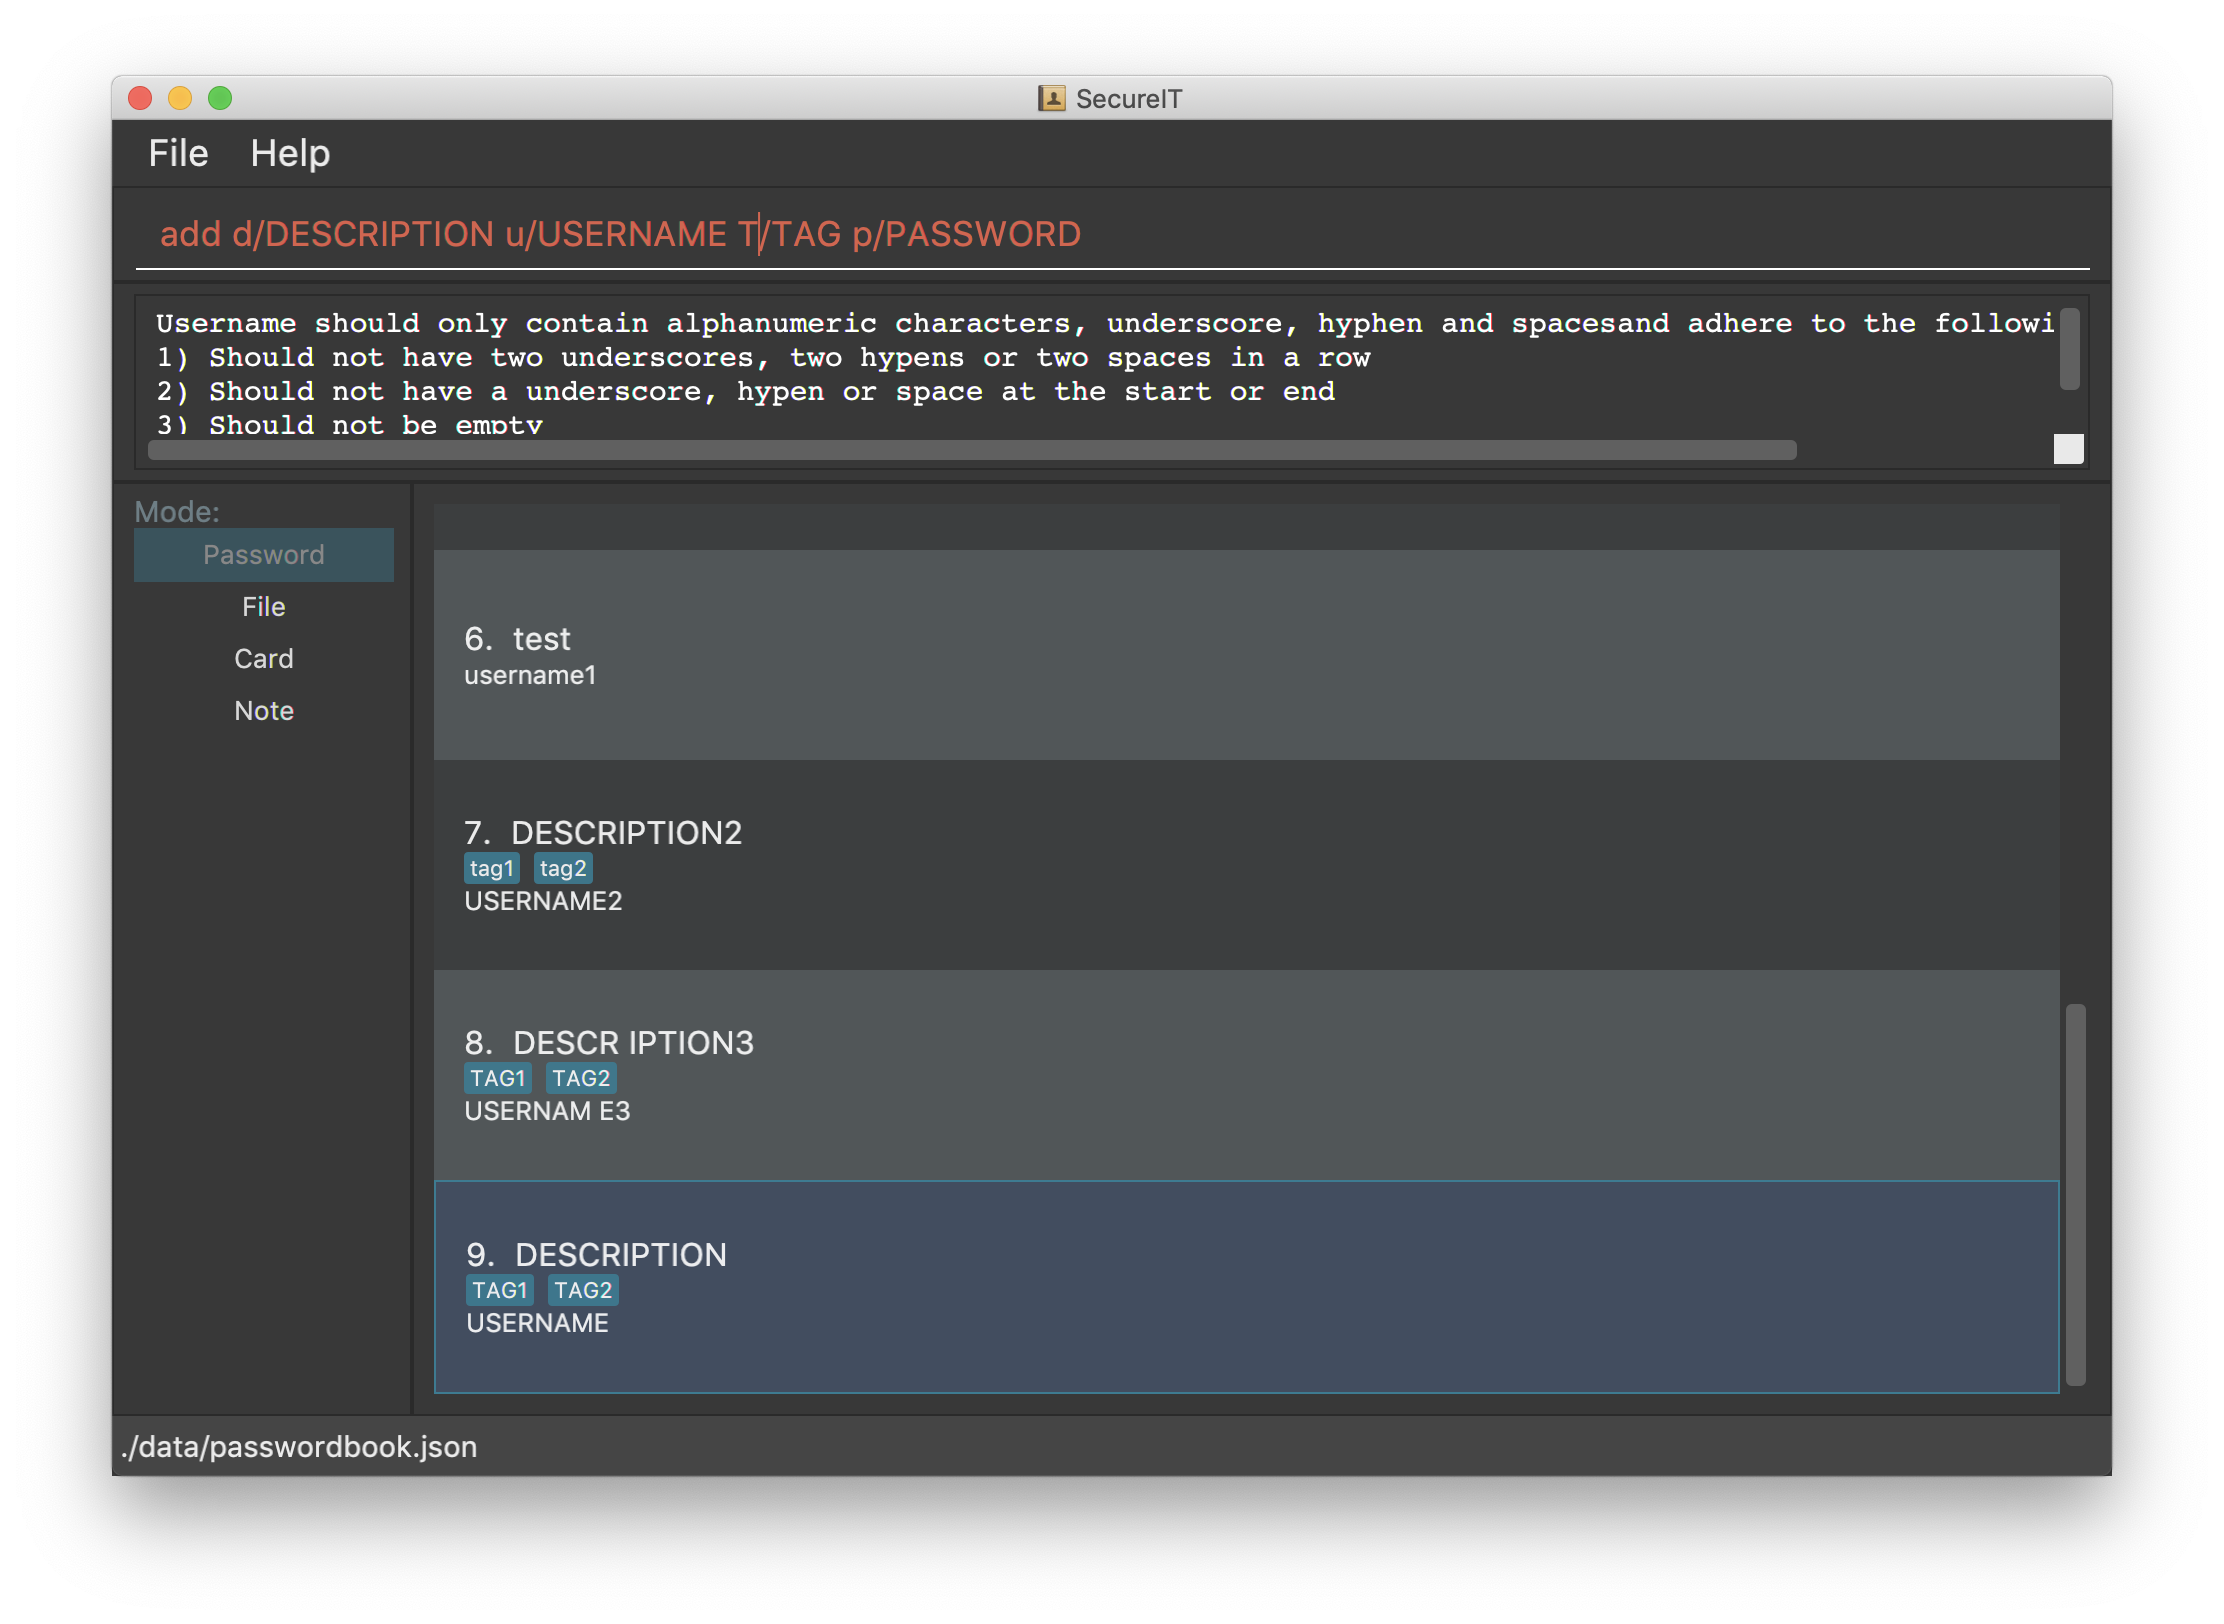 SecureIT
File Help
add d/DESCRIPTION u/USERNAME T/TAG p/PASSWORD
Username should only contain alphanumeric characters, underscore, hyphen and spacesand adhere to the followi
1) Should not have two underscores, two hypens or two spaces in a row
2) Should not have a underscore, hypen or space at the start or end
3) Should not be empty
Mode:
Password
File
Card
Note
6. test
username1
7. DESCRIPTION2
tag1 tag2
USERNAME2
8. DESCR IPTION3
TAG1 TAG2
USERNAM E3
9. DESCRIPTION
TAG1 TAG2
USERNAME
./data/passwordbook.json